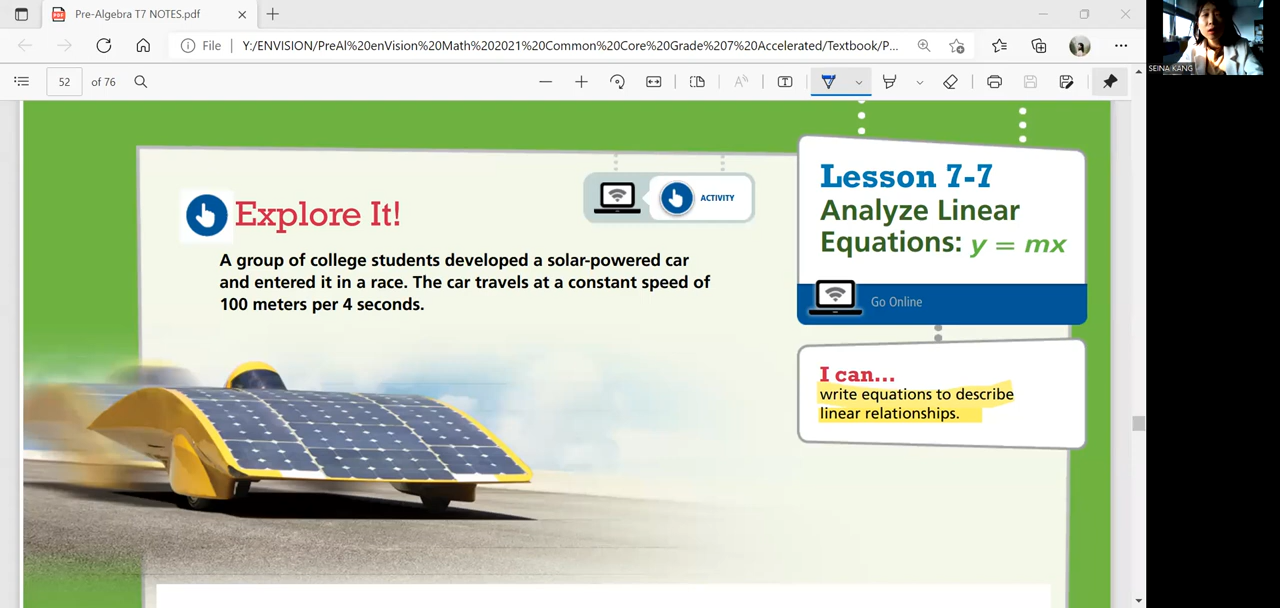 Pre-Algebra T7 NOTES.pdf
File
Y:/ENVISION/PreAl%20enVision%20Math%202021%20Common%20Core%20Grade%207%20Accelerated/Textbook/P...
52 of 76
SEINA KANG
Explore It!
ACTIVITY
A group of college students developed a solar-powered car
and entered it in a race. The car travels at a constant speed of
100 meters per 4 seconds.
Lesson 7-7
Analyze Linear
Equations: y = mx
Go Online
I can...
write equations to describe
linear relationships.